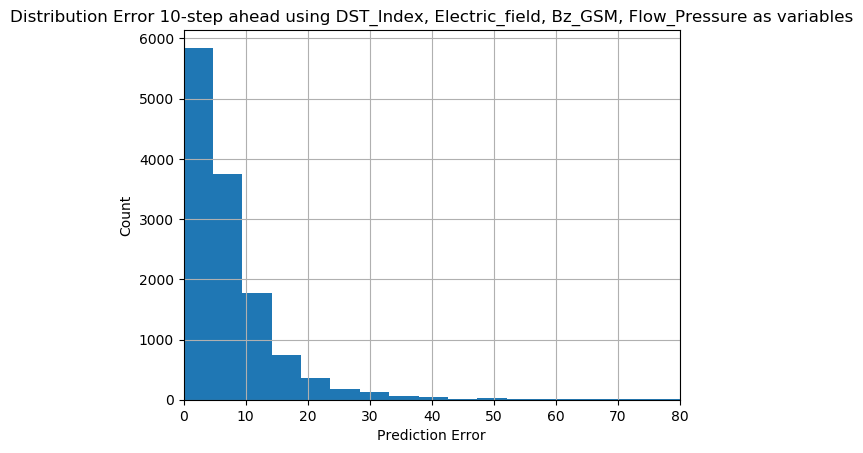 Distribution Error 10-step ahead using DST_Index, Electric_field, Bz_GSM, Flow_Pressure as variables
6000
5000
4000
3000
2000
1000
0
Count
0 10 20 30 40 50 60 70 80
Prediction Error